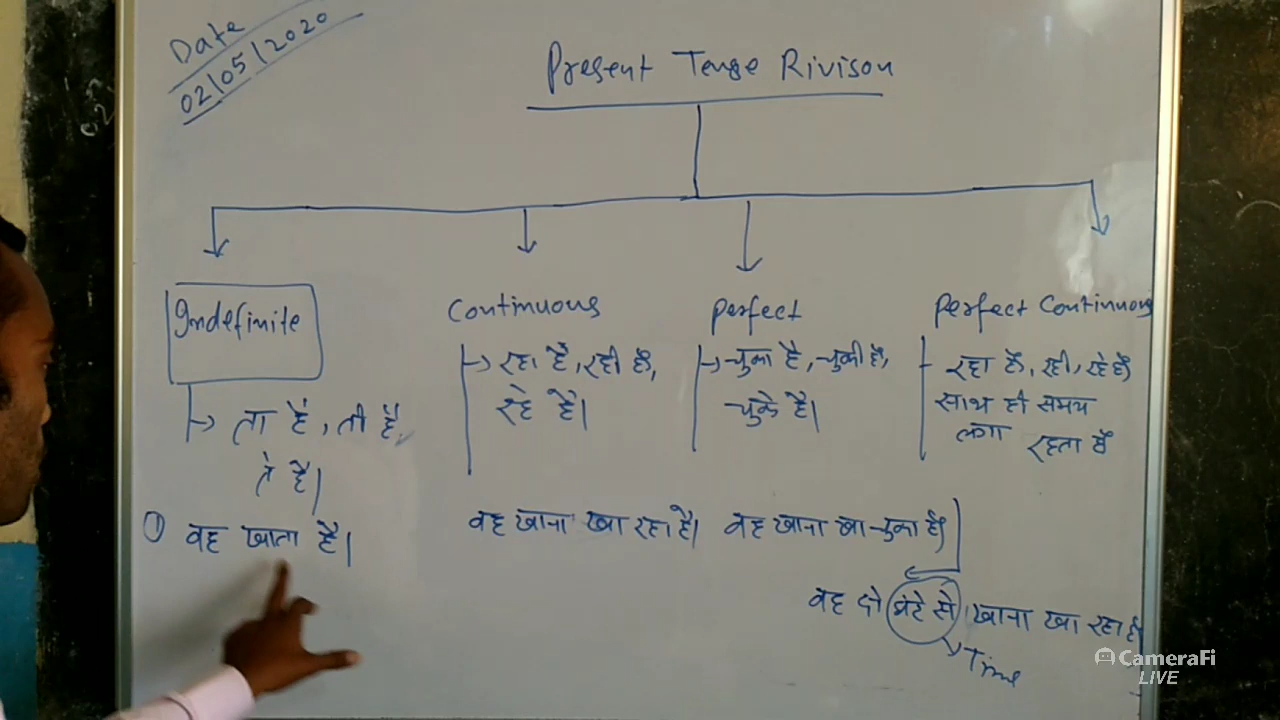 Date
02/05/2020
Present Tense Rivison
Indefinite
→ ता है, ती है,
ते है।
① वह खाता है।
Continuous
→ रहा है, रही है,
रहे है।
वह खाना खा रहा है।
Perfect
→ चुका है, चुकी है,
चुके है।
वह खाना खा चुका है।
Perfect Continuous
रहा है, रही, रहे है,
साथ ही समय
लगा रहता है
वह दो घंटे से खाना खा रहा है
Time
CameraFi
LIVE